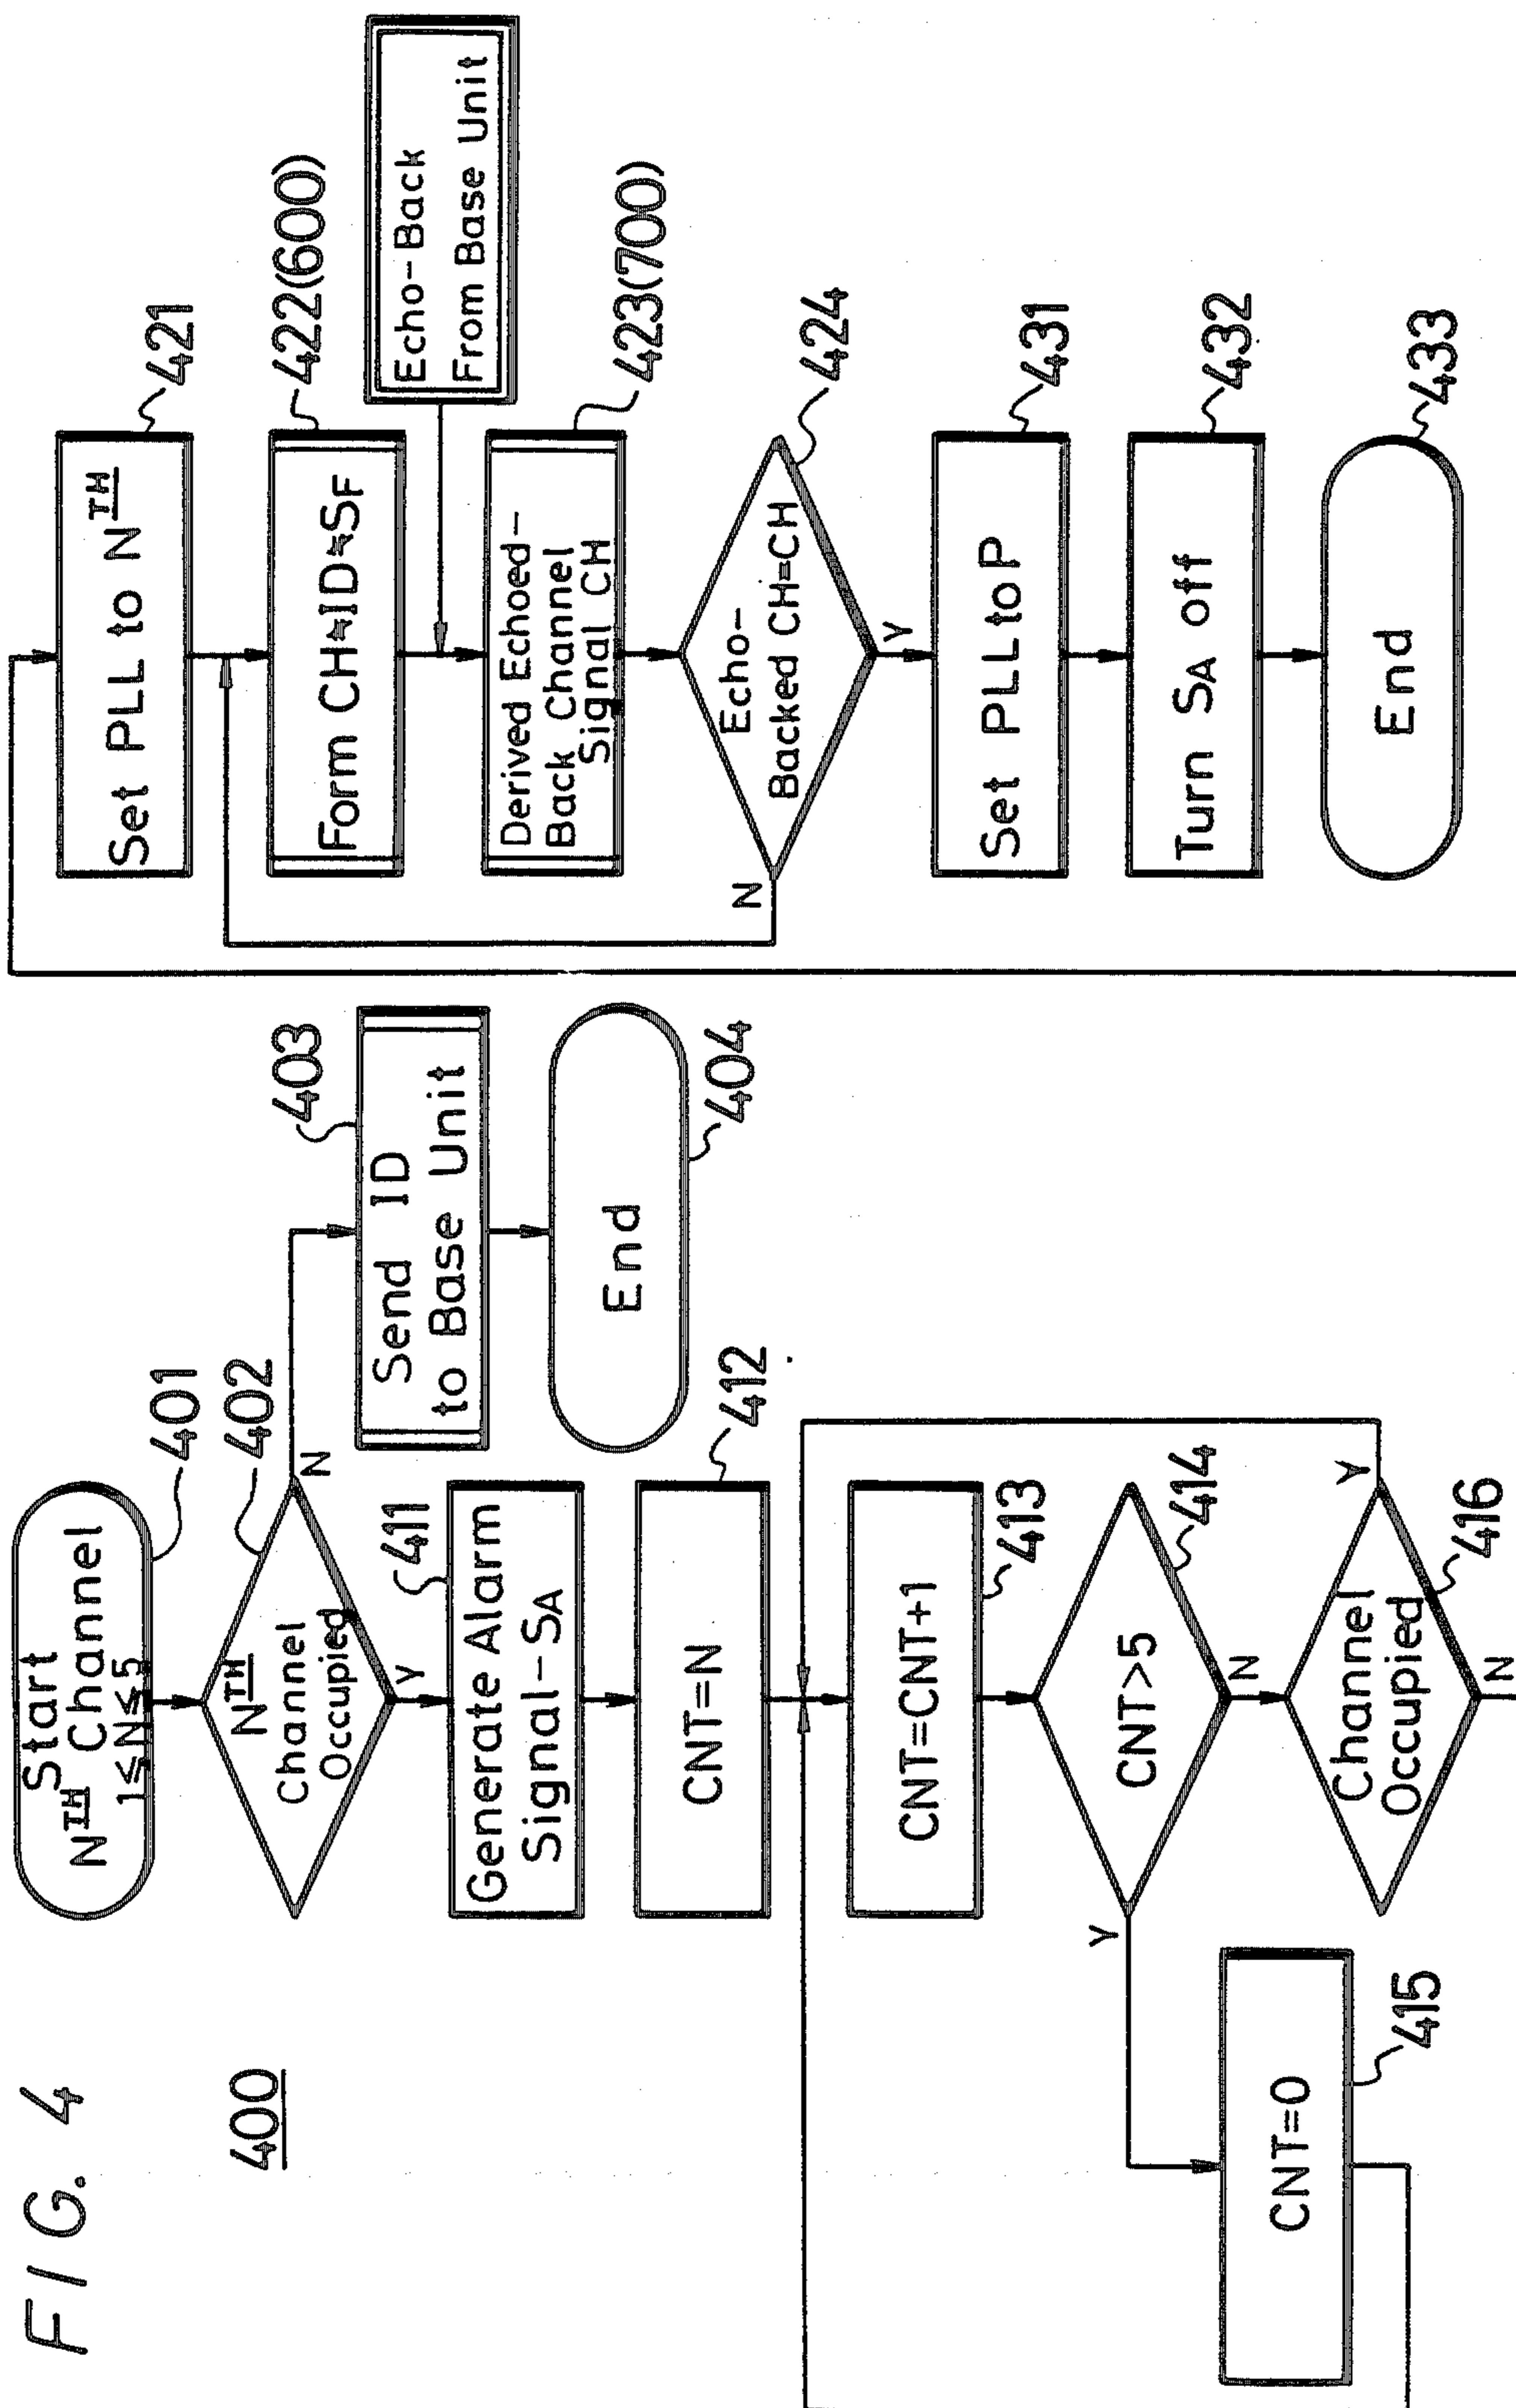 FIG. 4
400
Start
Nᵀᴴ Channel
1≤N≤5
401
Nᵀᴴ
Channel
Occupied
402
N
Y
Send ID
to Base Unit
403
End
404
Generate Alarm
Signal-SA
411
CNT=N
412
CNT=CNT+1
413
CNT>5
414
Y
N
CNT=0
415
Channel
Occupied
416
Y
N
Set PLL to Nᵀᴴ
421
Form CH≒ID≒SF
422(600)
Echo-Back
From Base Unit
Derived Echoed-
Back Channel
Signal CH
423(700)
Echo-
Backed CH=CH
424
N
Y
Set PLL to P
431
Turn SA off
432
End
433